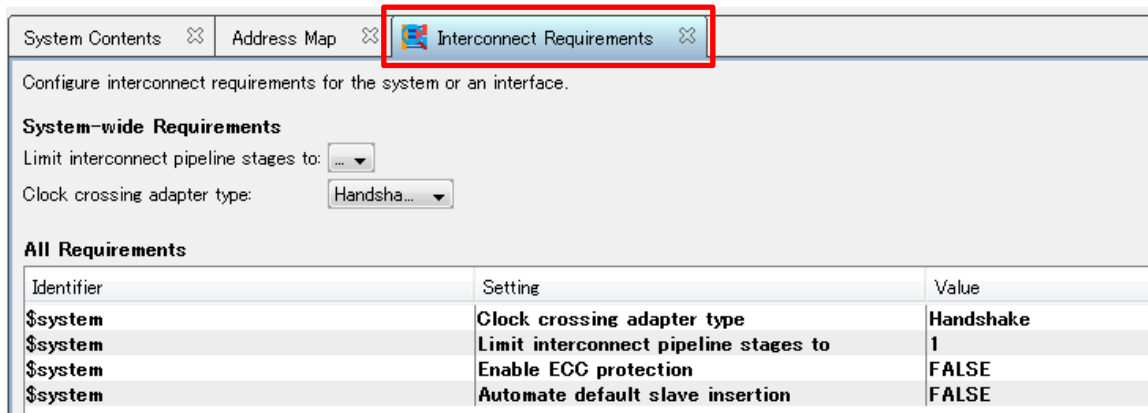 System Contents Address Map Interconnect Requirements
Configure interconnect requirements for the system or an interface.
System-wide Requirements
Limit interconnect pipeline stages to: ...
Clock crossing adapter type: Handsha...
All Requirements
Identifier Setting Value
$system Clock crossing adapter type Handshake
$system Limit interconnect pipeline stages to 1
$system Enable ECC protection FALSE
$system Automate default slave insertion FALSE